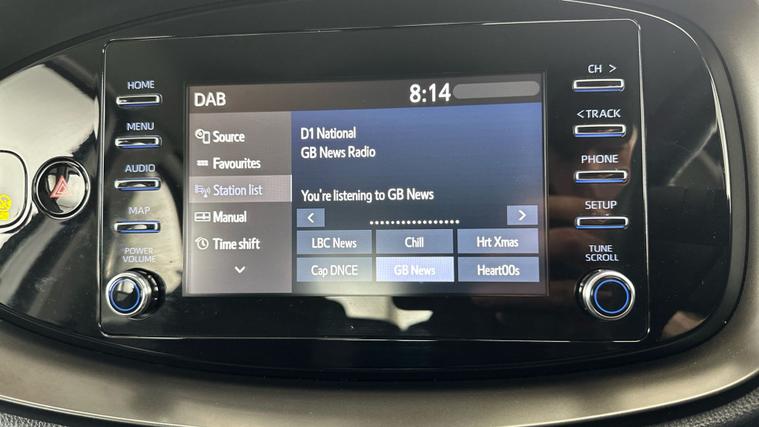 HOME
MENU
AUDIO
MAP
POWER
VOLUME
DAB
8:14
Source
Favourites
Station list
Manual
Time shift
D1 National
GB News Radio
You're listening to GB News
<
>
LBC News
Chill
Hrt Xmas
Cap DNCE
GB News
Heart00s
CH >
< TRACK
PHONE
SETUP
TUNE
SCROLL